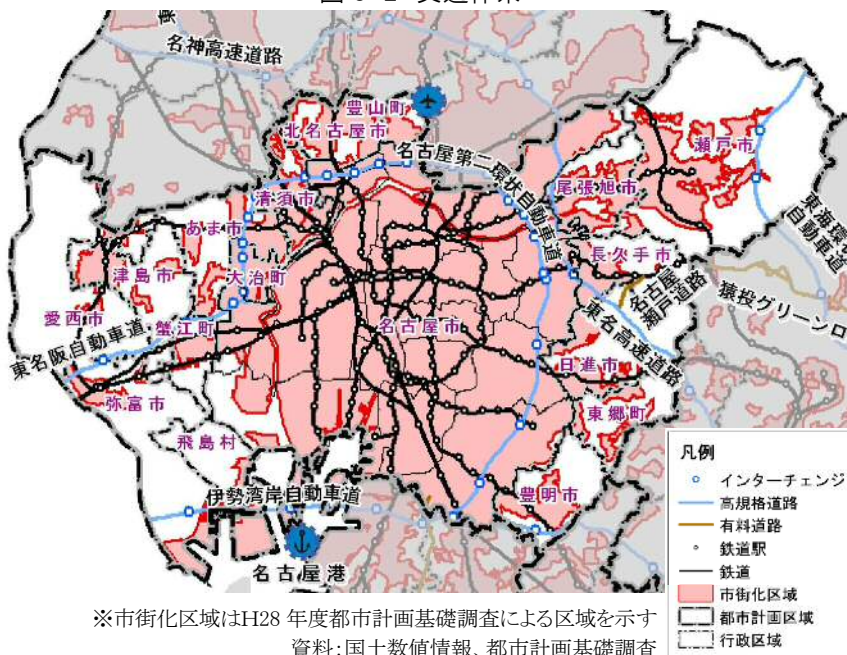 名神高速道路
豊山町
北名古屋市
名古屋第二環状自動車道
瀬戸市
尾張旭市
清須市
あま市
東海環状
自動車道
長久手市
津島市
大治町
名古屋
瀬戸道路
猿投グリーンロ
愛西市
蟹江町
名古屋市
東名高速道路
東名阪自動車道
日進市
弥富市
東郷町
飛島村
豊明市
伊勢湾岸自動車道
名古屋港
凡例
インターチェンジ
高規格道路
有料道路
鉄道駅
鉄道
市街化区域
都市計画区域
行政区域
※市街化区域はH28 年度都市計画基礎調査による区域を示す
資料:国土数値情報、都市計画基礎調査